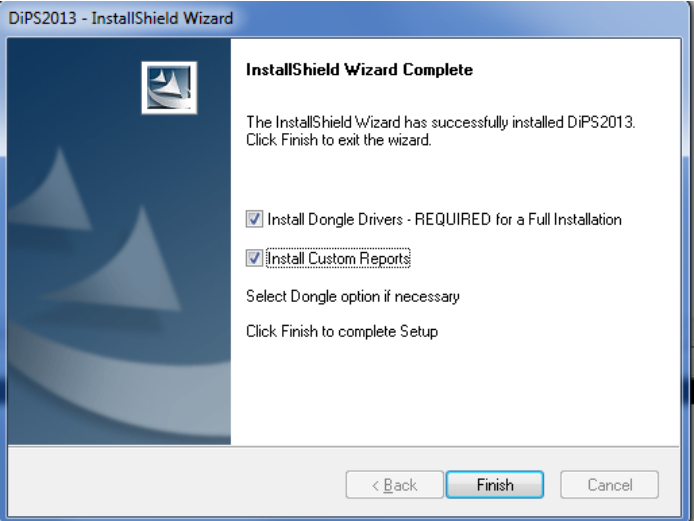 DiPS2013 - InstallShield Wizard
InstallShield Wizard Complete
The InstallShield Wizard has successfully installed DiPS2013.
Click Finish to exit the wizard.
Install Dongle Drivers - REQUIRED for a Full Installation
Install Custom Reports
Select Dongle option if necessary
Click Finish to complete Setup
< Back
Finish
Cancel